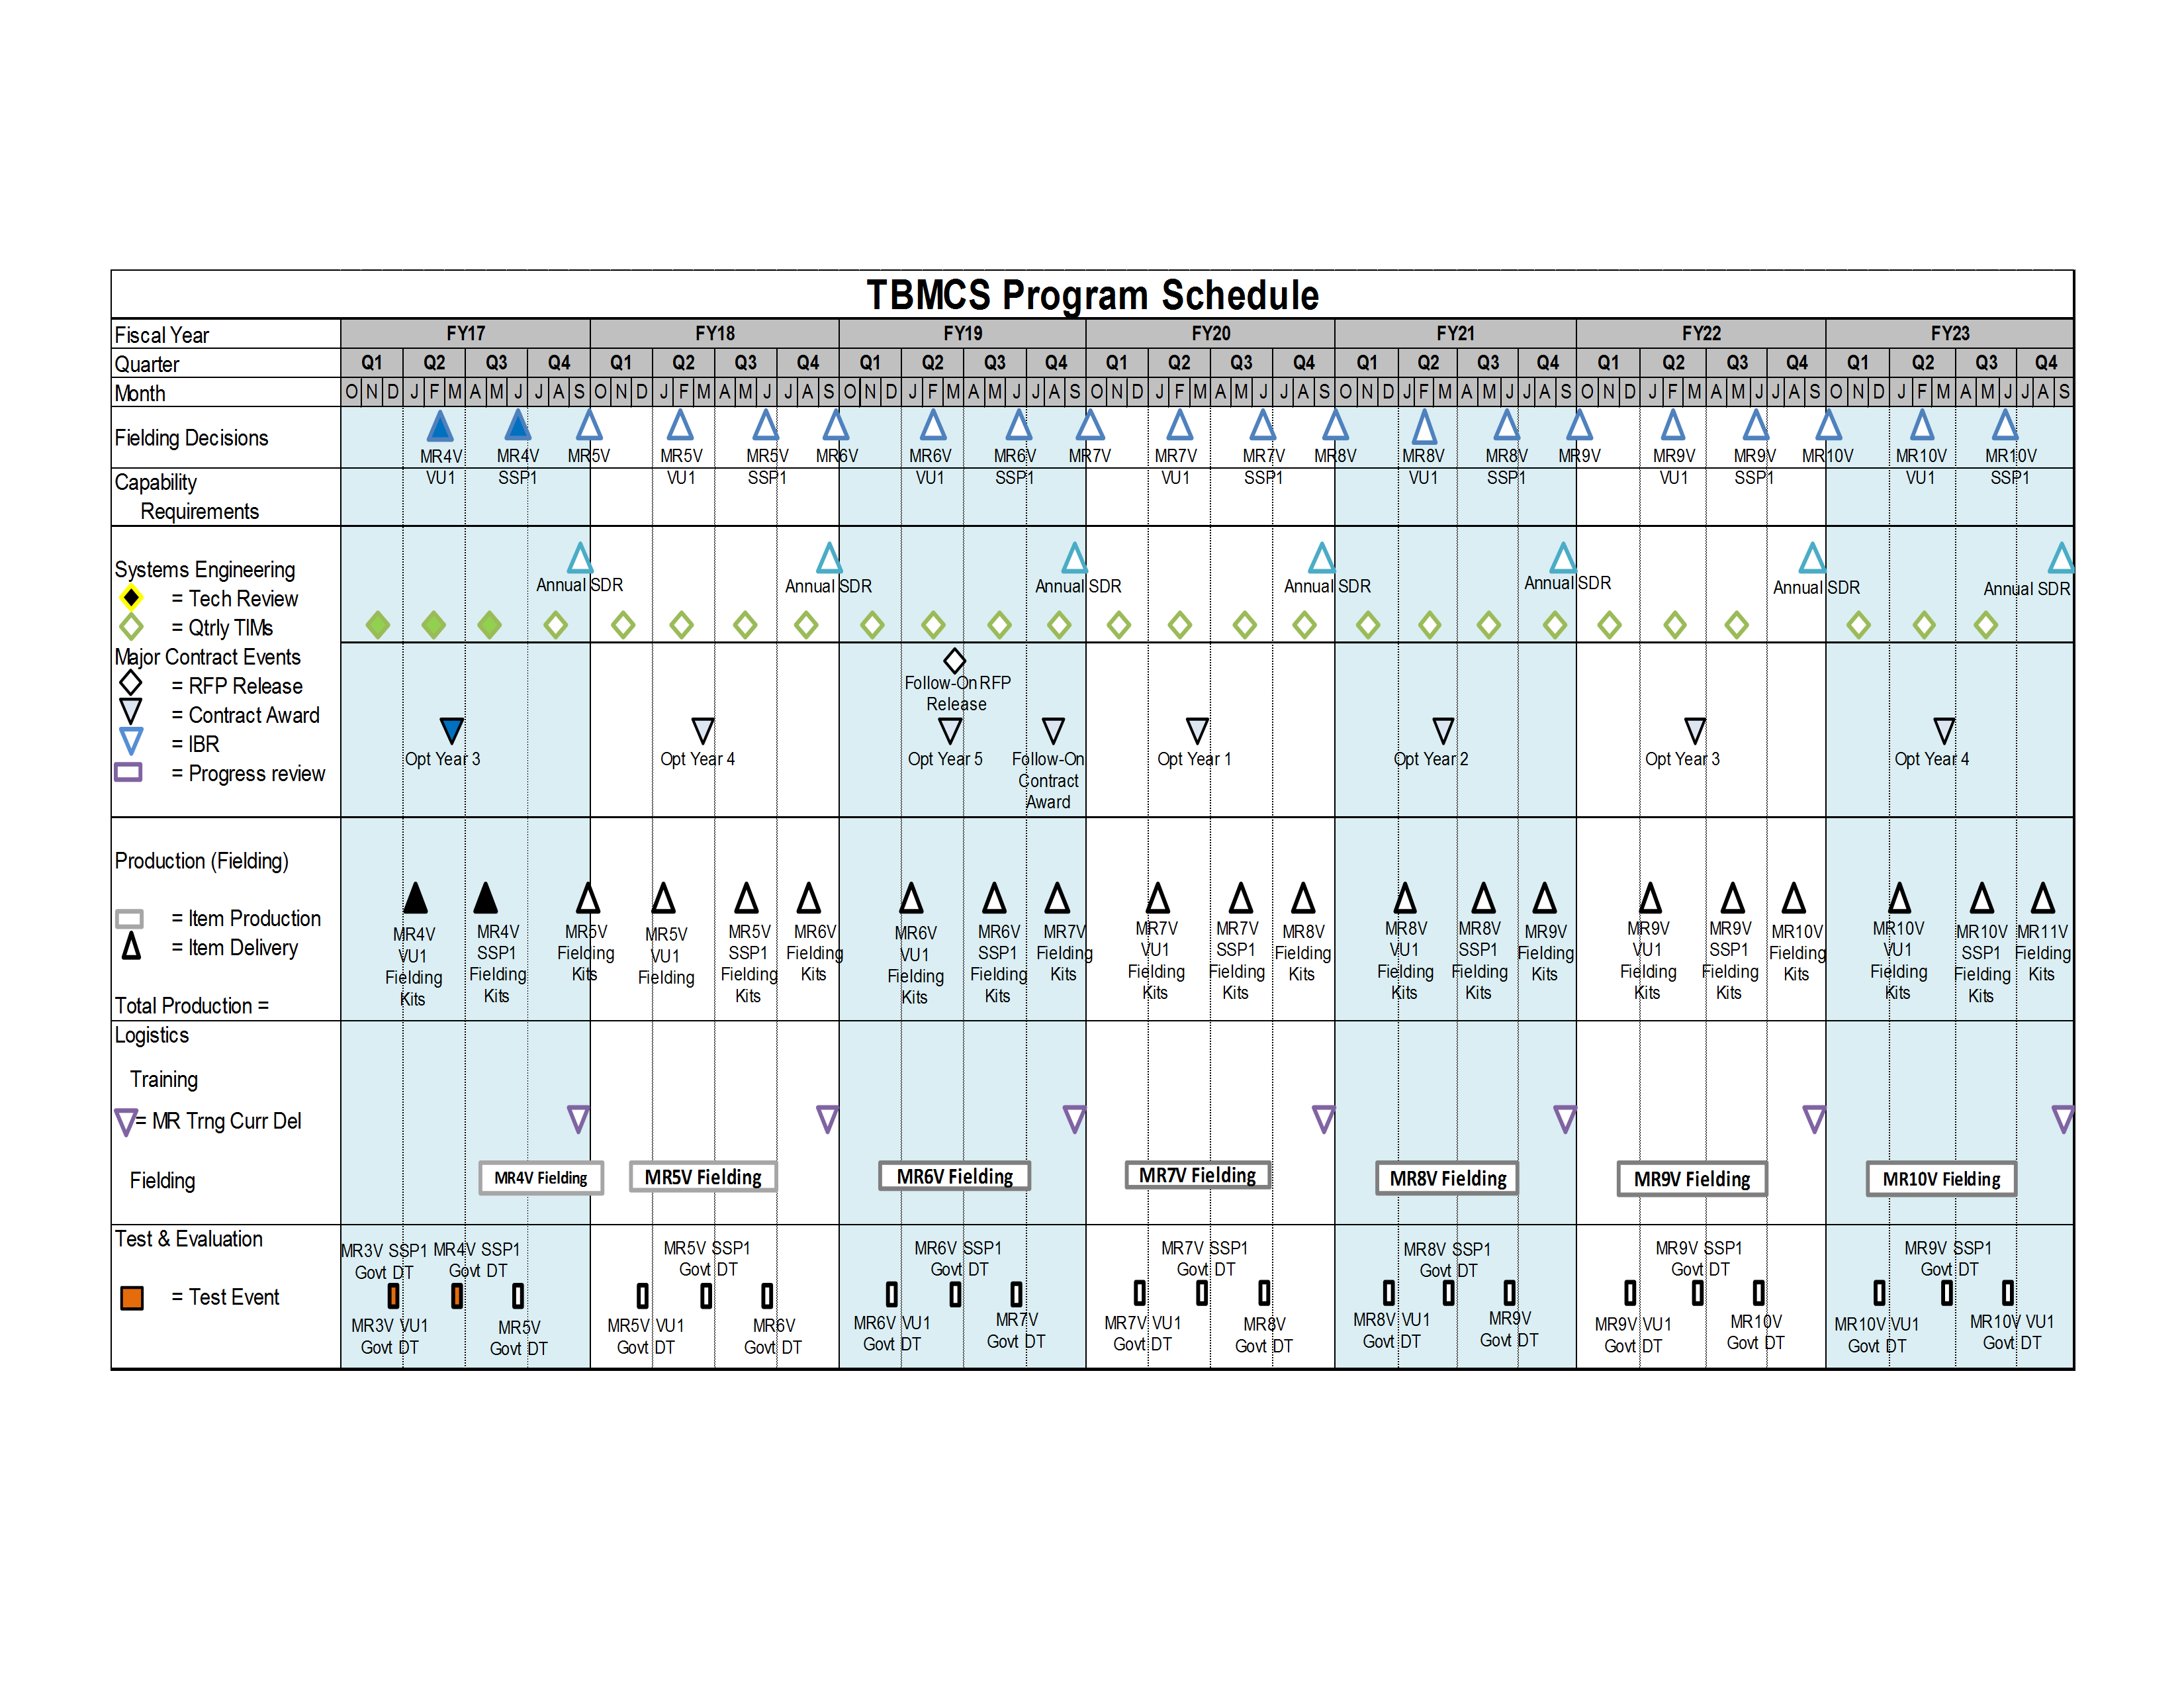 TBMCS Program Schedule
Fiscal Year FY17 FY18 FY19 FY20 FY21 FY22 FY23
Quarter Q1 Q2 Q3 Q4 Q1 Q2 Q3 Q4 Q1 Q2 Q3 Q4 Q1 Q2 Q3 Q4 Q1 Q2 Q3 Q4 Q1 Q2 Q3 Q4 Q1 Q2 Q3 Q4
Month O N D J F M A M J J A S O N D J F M A M J J A S O N D J F M A M J J A S O N D J F M A M J J A S O N D J F M A M J J A S O N D J F M A M J J A S O N D J F M A M J J A S
Fielding Decisions
MR4V MR4V MR5V MR5V MR5V MR6V MR6V MR6V MR7V MR7V MR7V MR8V MR8V MR8V MR9V MR9V MR9V MR10V MR10V MR10V
VU1 SSP1 VU1 SSP1 VU1 SSP1 VU1 SSP1 VU1 SSP1 VU1 SSP1 VU1 SSP1
Capability
Requirements
Systems Engineering
Annual SDR Annual SDR Annual SDR Annual SDR Annual SDR Annual SDR Annual SDR
= Tech Review
= Qtrly TIMs
Major Contract Events
= RFP Release
Follow-On RFP
Release
= Contract Award
= IBR
Opt Year 3 Opt Year 4 Opt Year 5 Follow-On Opt Year 1 Opt Year 2 Opt Year 3 Opt Year 4
Contract
Award
= Progress review
Production (Fielding)
= Item Production
= Item Delivery
MR4V MR4V MR5V MR5V MR5V MR6V MR6V MR6V MR7V MR7V MR7V MR8V MR8V MR8V MR9V MR9V MR9V MR10V MR10V MR10V MR11V
VU1 SSP1 Fielding VU1 SSP1 Fielding VU1 SSP1 Fielding VU1 SSP1 Fielding VU1 SSP1 Fielding VU1 SSP1 Fielding VU1 SSP1 Fielding
Fielding Fielding Kits Fielding Fielding Kits Fielding Fielding Kits Fielding Fielding Kits Fielding Fielding Kits Fielding Fielding Kits Fielding Fielding Kits
Kits Kits Kits Kits Kits Kits Kits Kits Kits Kits Kits Kits Kits
Total Production =
Logistics
Training
= MR Trng Curr Del
Fielding
MR4V Fielding MR5V Fielding MR6V Fielding MR7V Fielding MR8V Fielding MR9V Fielding MR10V Fielding
Test & Evaluation
MR3V SSP1 MR4V SSP1 MR5V SSP1 MR6V SSP1 MR7V SSP1 MR8V SSP1 MR9V SSP1 MR9V SSP1
Govt DT Govt DT Govt DT Govt DT Govt DT Govt DT Govt DT Govt DT
= Test Event
MR3V VU1 MR5V MR5V VU1 MR6V MR6V VU1 MR7V MR7V VU1 MR8V MR8V VU1 MR9V MR9V VU1 MR10V MR10V VU1 MR10V VU1
Govt DT Govt DT Govt DT Govt DT Govt DT Govt DT Govt DT Govt DT Govt DT Govt DT Govt DT Govt DT Govt DT Govt DT